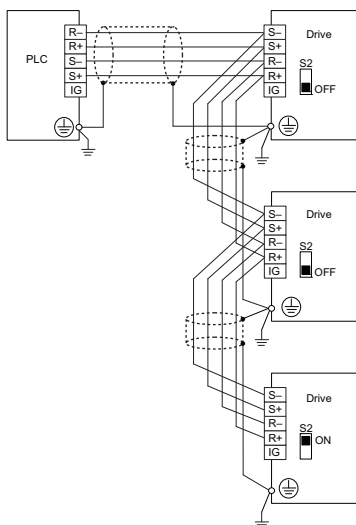 PLC
R–
R+
S–
S+
IG
S–
S+
R–
R+
IG
Drive
S2
OFF
S–
S+
R–
R+
IG
Drive
S2
OFF
S–
S+
R–
R+
IG
Drive
S2
ON